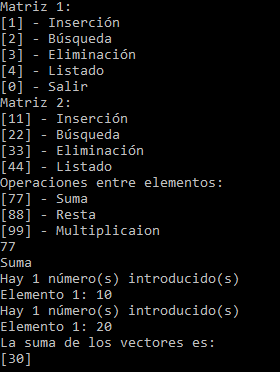 Matriz 1:
[1] - Inserción
[2] - Búsqueda
[3] - Eliminación
[4] - Listado
[0] - Salir
Matriz 2:
[11] - Inserción
[22] - Búsqueda
[33] - Eliminación
[44] - Listado
Operaciones entre elementos:
[77] - Suma
[88] - Resta
[99] - Multiplicaion
77
Suma
Hay 1 número(s) introducido(s)
Elemento 1: 10
Hay 1 número(s) introducido(s)
Elemento 1: 20
La suma de los vectores es:
[30]